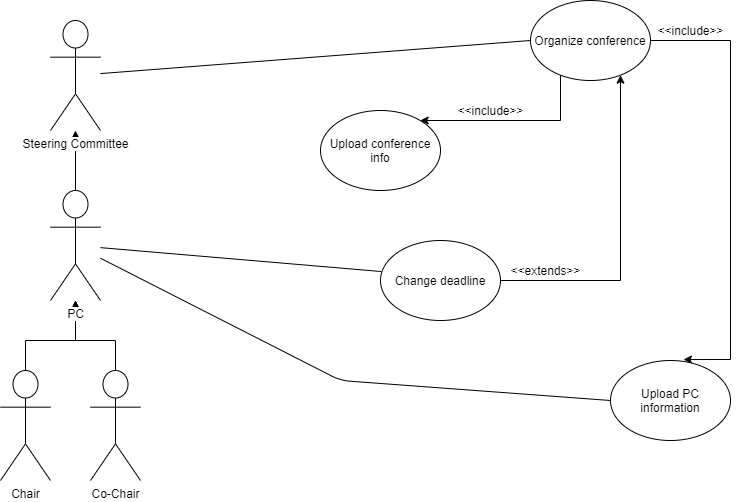 Organize conference
<<include>>
<<include>>
Steering Committee
Upload conference
info
Change deadline
<<extends>>
PC
Upload PC
information
Chair
Co-Chair